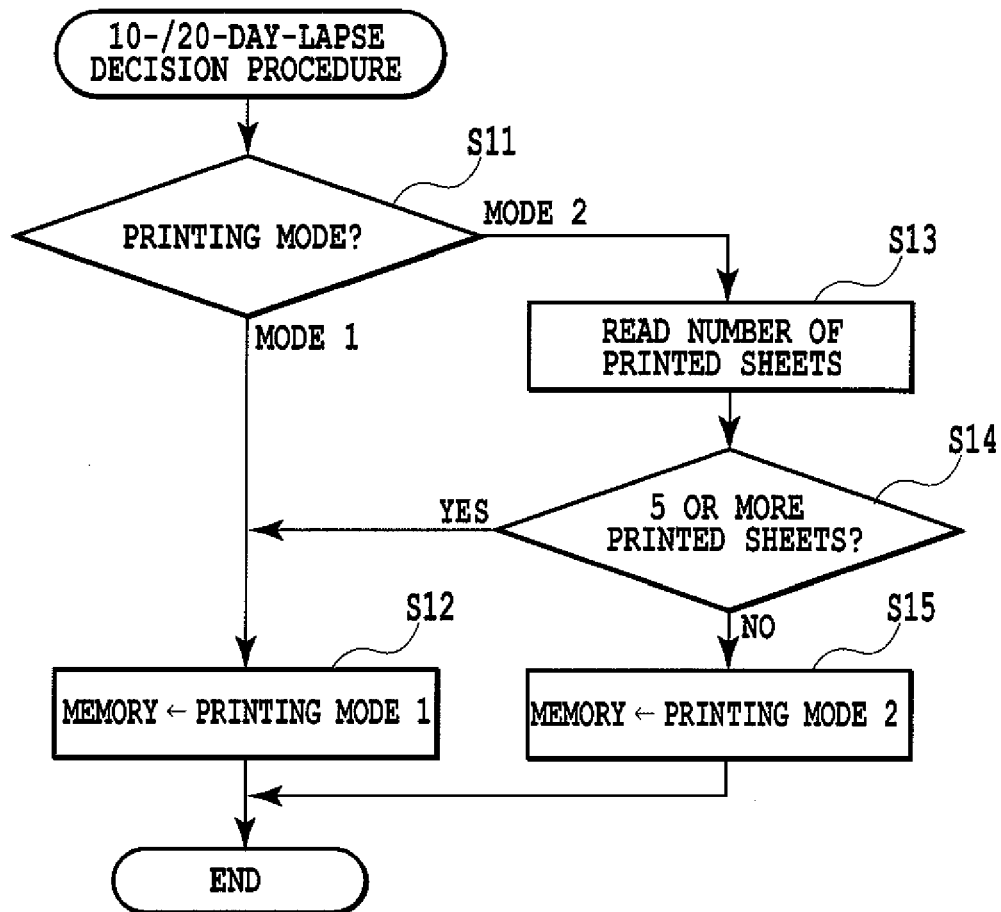 10-/20-DAY-LAPSE
DECISION PROCEDURE
S11
PRINTING MODE?
MODE 2
MODE 1
S13
READ NUMBER OF
PRINTED SHEETS
S14
5 OR MORE
PRINTED SHEETS?
YES
NO
S12
MEMORY ← PRINTING MODE 1
S15
MEMORY ← PRINTING MODE 2
END